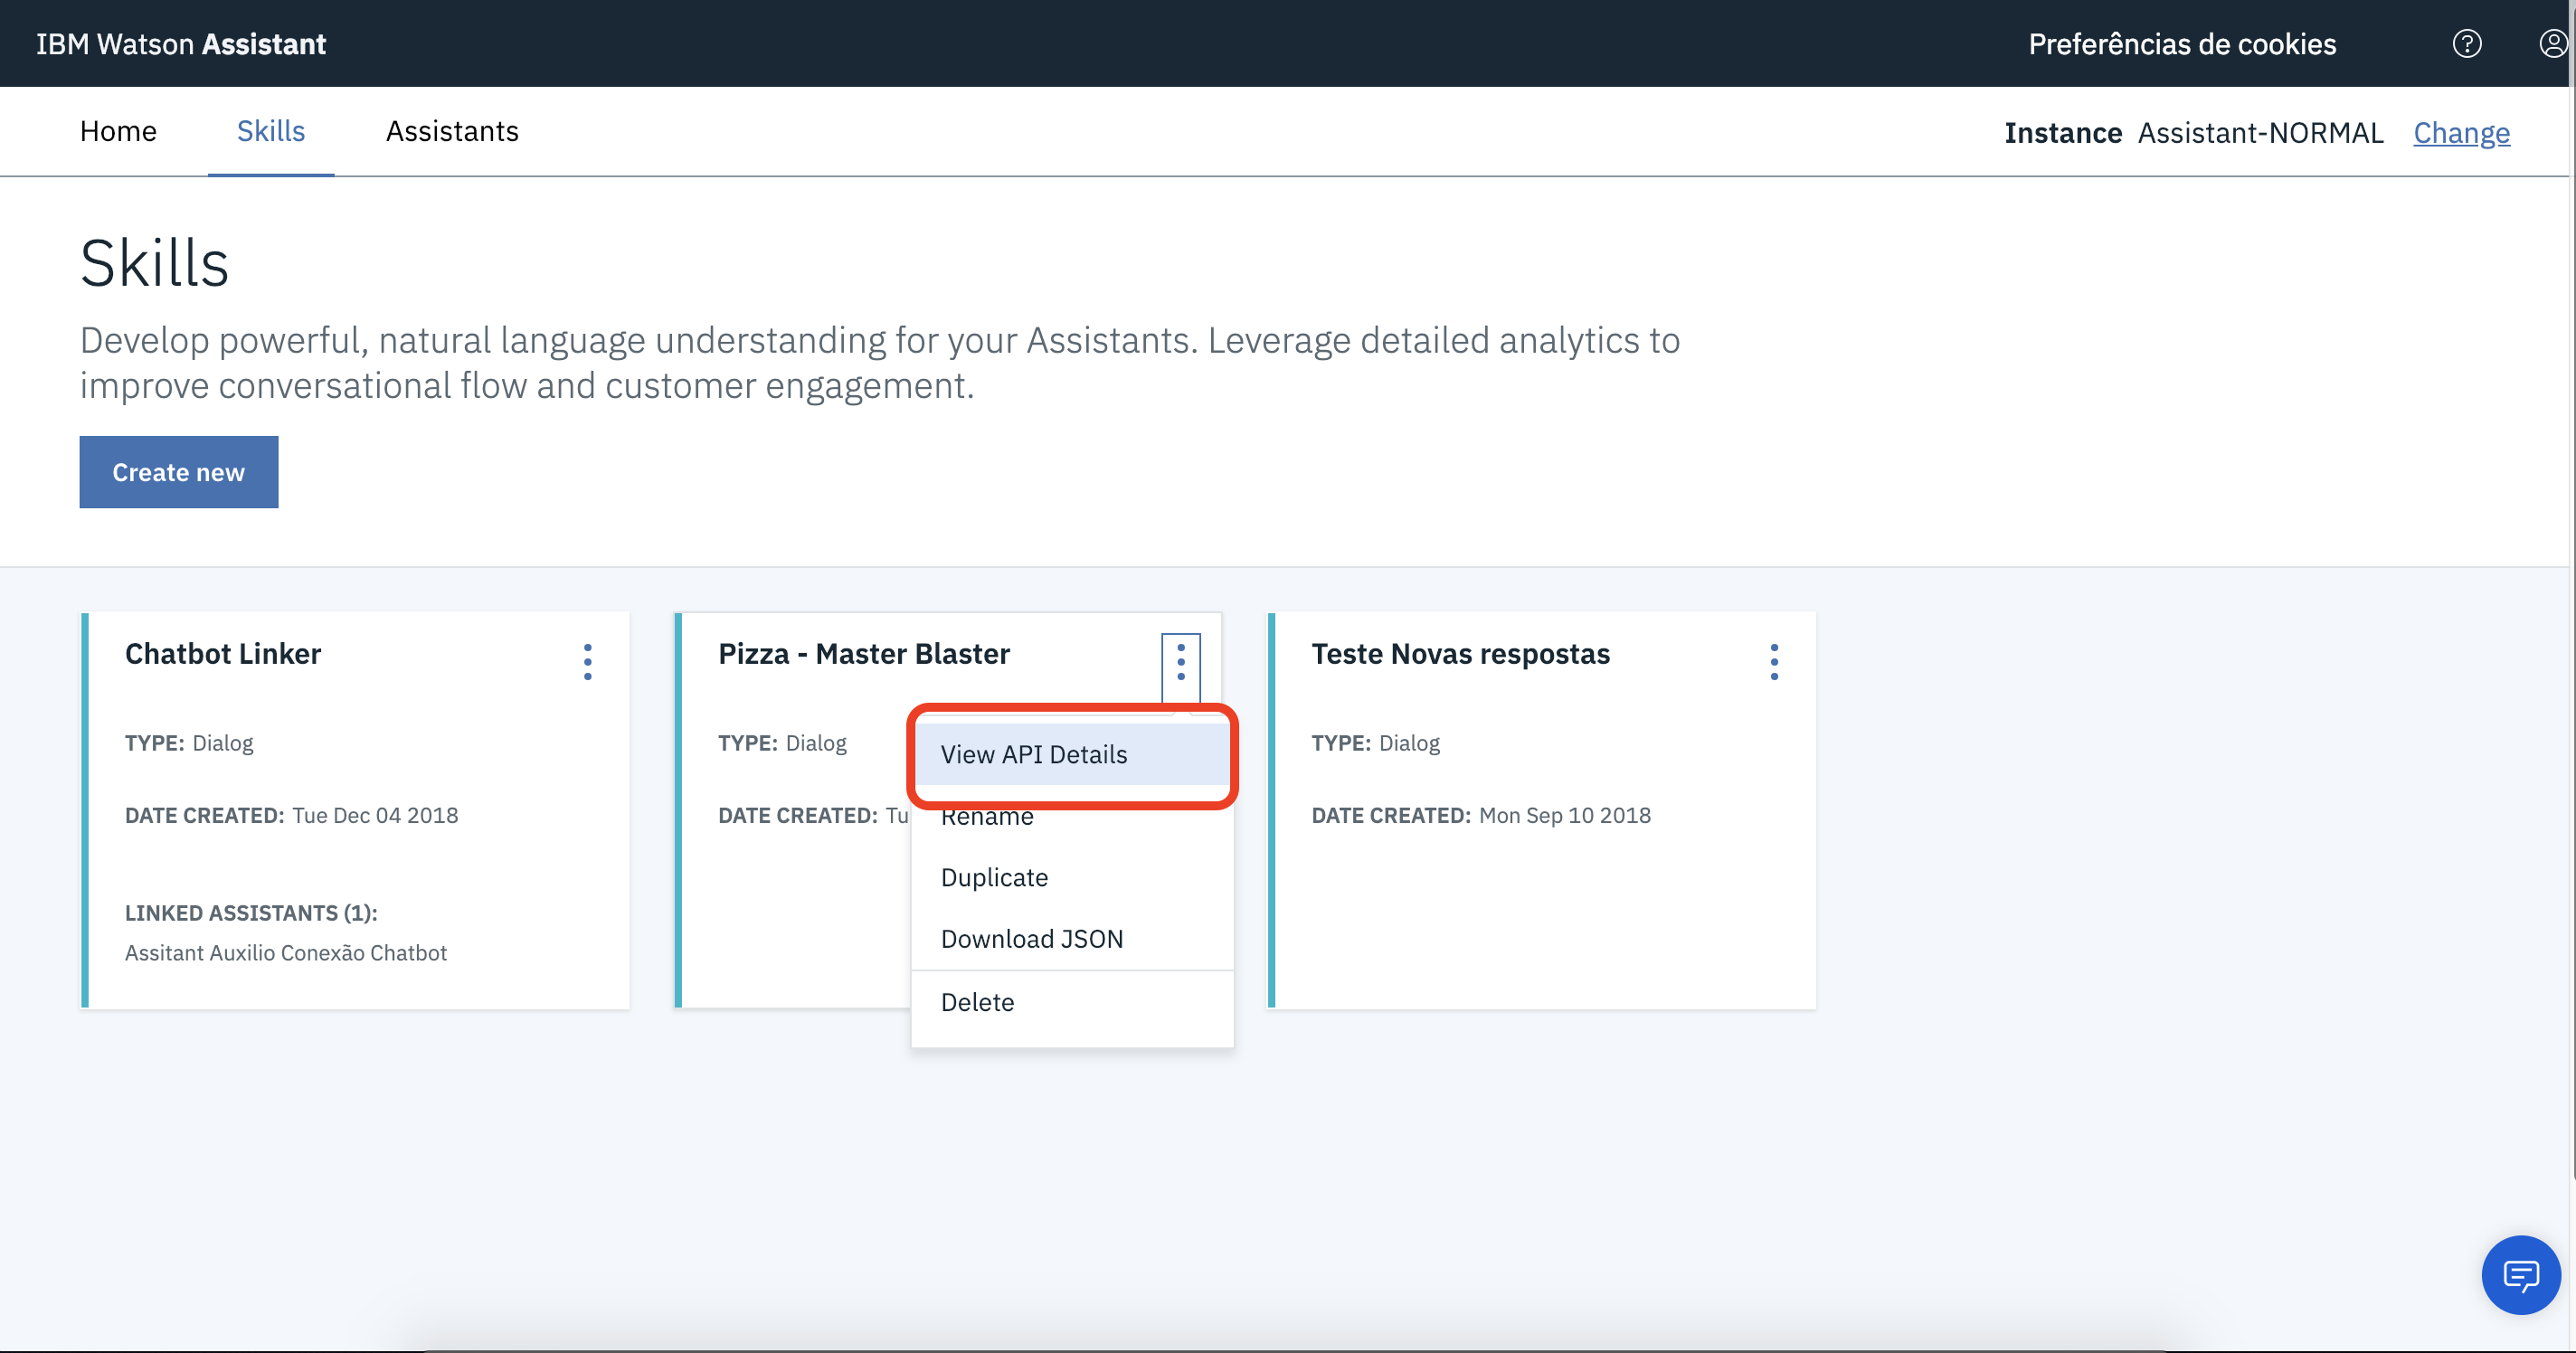 IBM Watson Assistant
Preferências de cookies
Home
Skills
Assistants
Instance Assistant-NORMAL Change
Skills
Develop powerful, natural language understanding for your Assistants. Leverage detailed analytics to
improve conversational flow and customer engagement.
Create new
Chatbot Linker
TYPE: Dialog
DATE CREATED: Tue Dec 04 2018
LINKED ASSISTANTS (1):
Assitant Auxilio Conexão Chatbot
Pizza - Master Blaster
TYPE: Dialog
DATE CREATED: Tu
View API Details
Rename
Duplicate
Download JSON
Delete
Teste Novas respostas
TYPE: Dialog
DATE CREATED: Mon Sep 10 2018